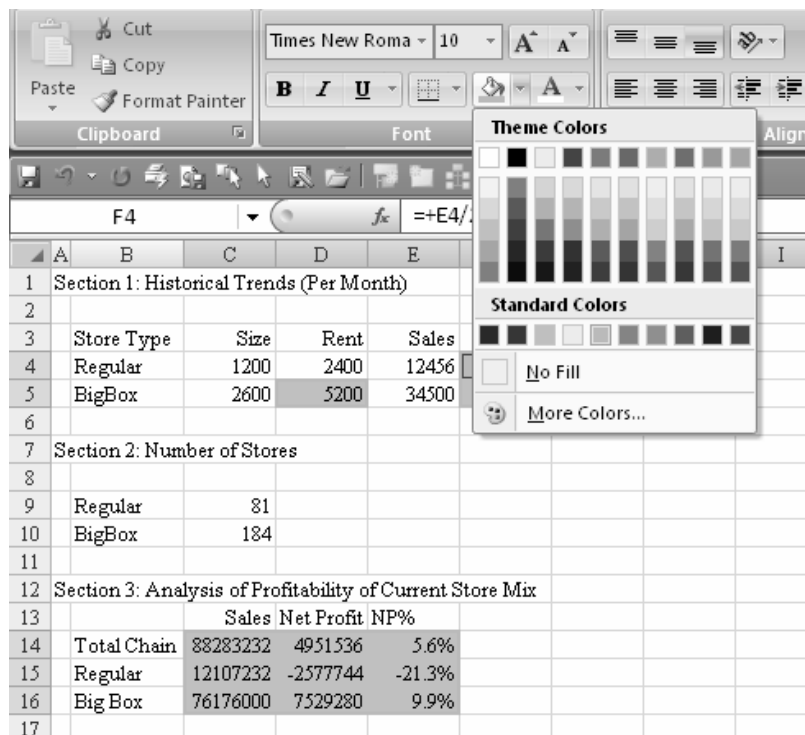 Cut
Copy
Format Painter
Paste
Clipboard
Times New Roma
10
A A
B I U
A
Font
Align
Theme Colors
Standard Colors
No Fill
More Colors...
F4 fx =+E4/
A B C D E I
1 Section 1: Historical Trends (Per Month)
2
3 Store Type Size Rent Sales
4 Regular 1200 2400 12456
5 BigBox 2600 5200 34500
6
7 Section 2: Number of Stores
8
9 Regular 81
10 BigBox 184
11
12 Section 3: Analysis of Profitability of Current Store Mix
13 Sales Net Profit NP%
14 Total Chain 88283232 4951536 5.6%
15 Regular 12107232 -2577744 -21.3%
16 Big Box 76176000 7529280 9.9%
17